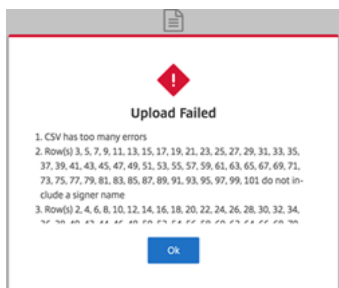 Upload Failed
1. CSV has too many errors
2. Row(s) 3, 5, 7, 9, 11, 13, 15, 17, 19, 21, 23, 25, 27, 29, 31, 33, 35,
37, 39, 41, 43, 45, 47, 49, 51, 53, 55, 57, 59, 61, 63, 65, 67, 69, 71,
73, 75, 77, 79, 81, 83, 85, 87, 89, 91, 93, 95, 97, 99, 101 do not in-
clude a signer name
3. Row(s) 2, 4, 6, 8, 10, 12, 14, 16, 18, 20, 22, 24, 26, 28, 30, 32, 34,
Ok